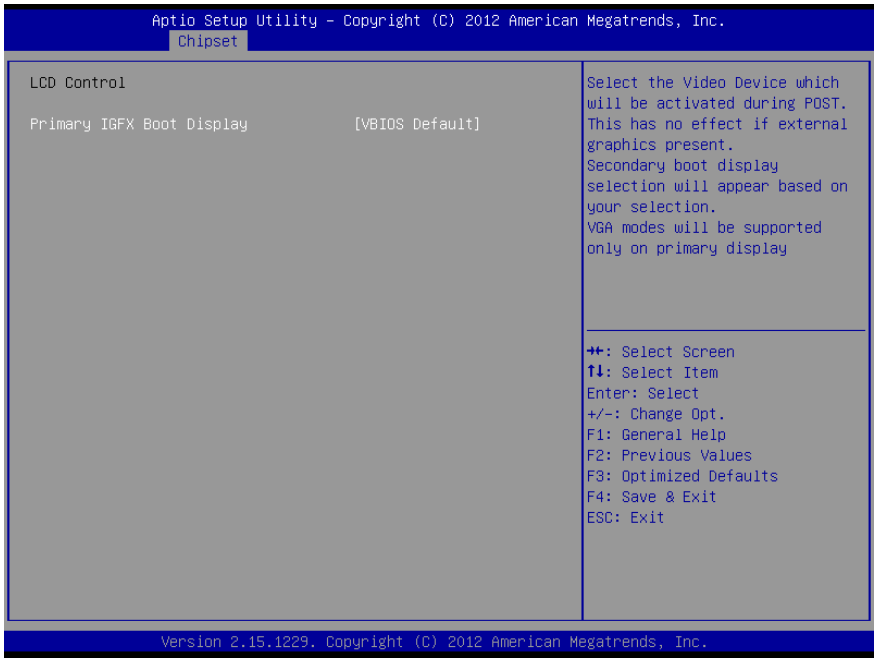 Aptio Setup Utility – Copyright (C) 2012 American Megatrends, Inc.
Chipset
LCD Control
Primary IGFX Boot Display [VBIOS Default]
Select the Video Device which
will be activated during POST.
This has no effect if external
graphics present.
Secondary boot display
selection will appear based on
your selection.
VGA modes will be supported
only on primary display
→←: Select Screen
↑↓: Select Item
Enter: Select
+/-: Change Opt.
F1: General Help
F2: Previous Values
F3: Optimized Defaults
F4: Save & Exit
ESC: Exit
Version 2.15.1229. Copyright (C) 2012 American Megatrends, Inc.